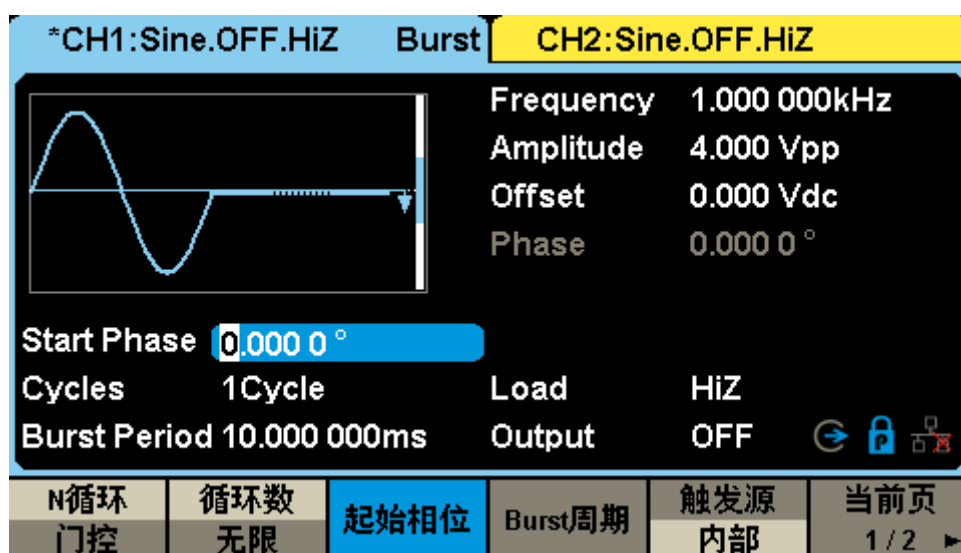 *CH1:Sine.OFF.HiZ Burst CH2:Sine.OFF.HiZ
Frequency 1.000 000kHz
Amplitude 4.000 Vpp
Offset 0.000 Vdc
Phase 0.000 0 °
Start Phase 0.000 0 °
Cycles 1Cycle Load HiZ
Burst Period 10.000 000ms Output OFF P
N循环 循环数 起始相位 Burst周期 触发源 当前页
门控 无限 内部 1 / 2 ►